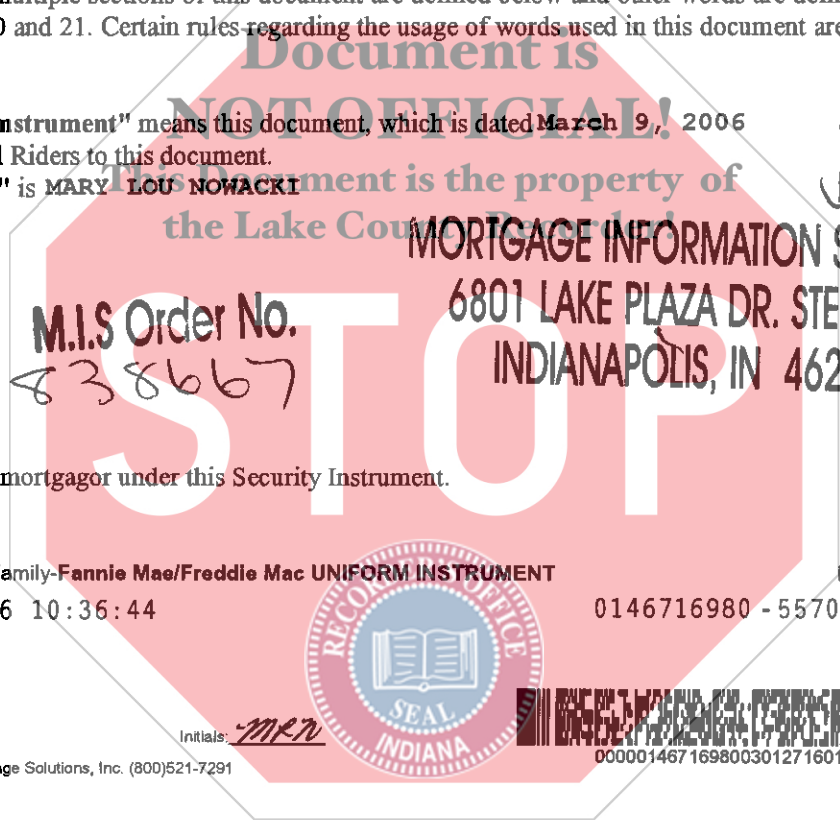 multiple sections of this document are defined below and other words are defin
0 and 21. Certain rules regarding the usage of words used in this document are
Document is
NOT OFFICIAL!
nstrument" means this document, which is dated March 9, 2006
l Riders to this document.
This Document is the property of
" is MARY LOU NOWACKI
the Lake County Recorder!
MORTGAGE INFORMATION S
6801 LAKE PLAZA DR. STE
INDIANAPOLIS, IN 462
M.I.S Order No.
838667
STOP
mortgagor under this Security Instrument.
amily-Fannie Mae/Freddie Mac UNIFORM INSTRUMENT
6 10:36:44
0146716980 - 5570
RECORDER'S OFFICE
SEAL
INDIANA
Initials: MRN
000001467169800301271601
ge Solutions, Inc. (800)521-7291